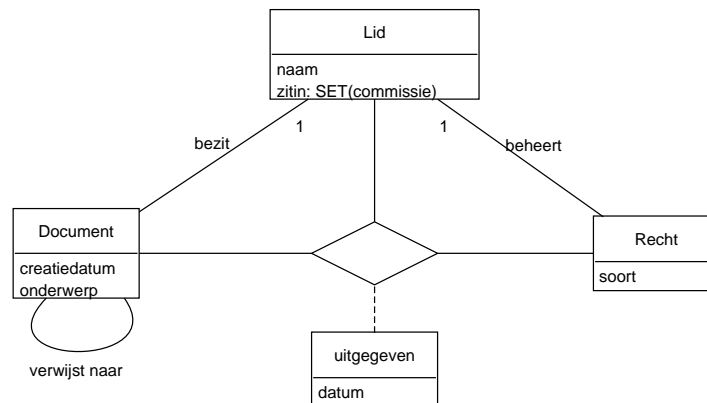 Lid
naam
zitin: SET(commissie)
1
1
bezit
beheert
Document
creatiedatum
onderwerp
Recht
soort
verwijst naar
uitgegeven
datum